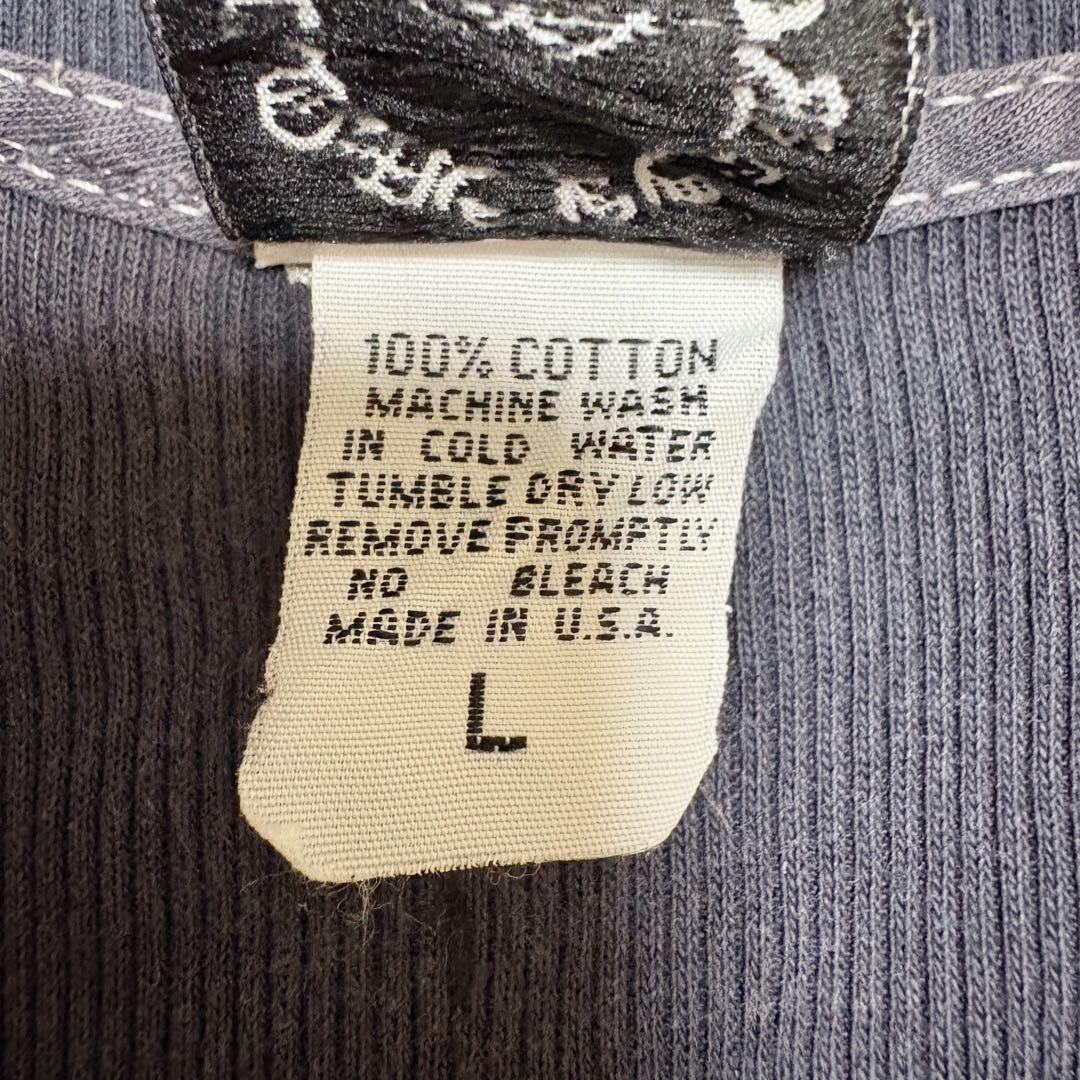 100% COTTON
MACHINE WASH
IN COLD WATER
TUMBLE DRY LOW
REMOVE PROMPTLY
NO BLEACH
MADE IN U.S.A.
L